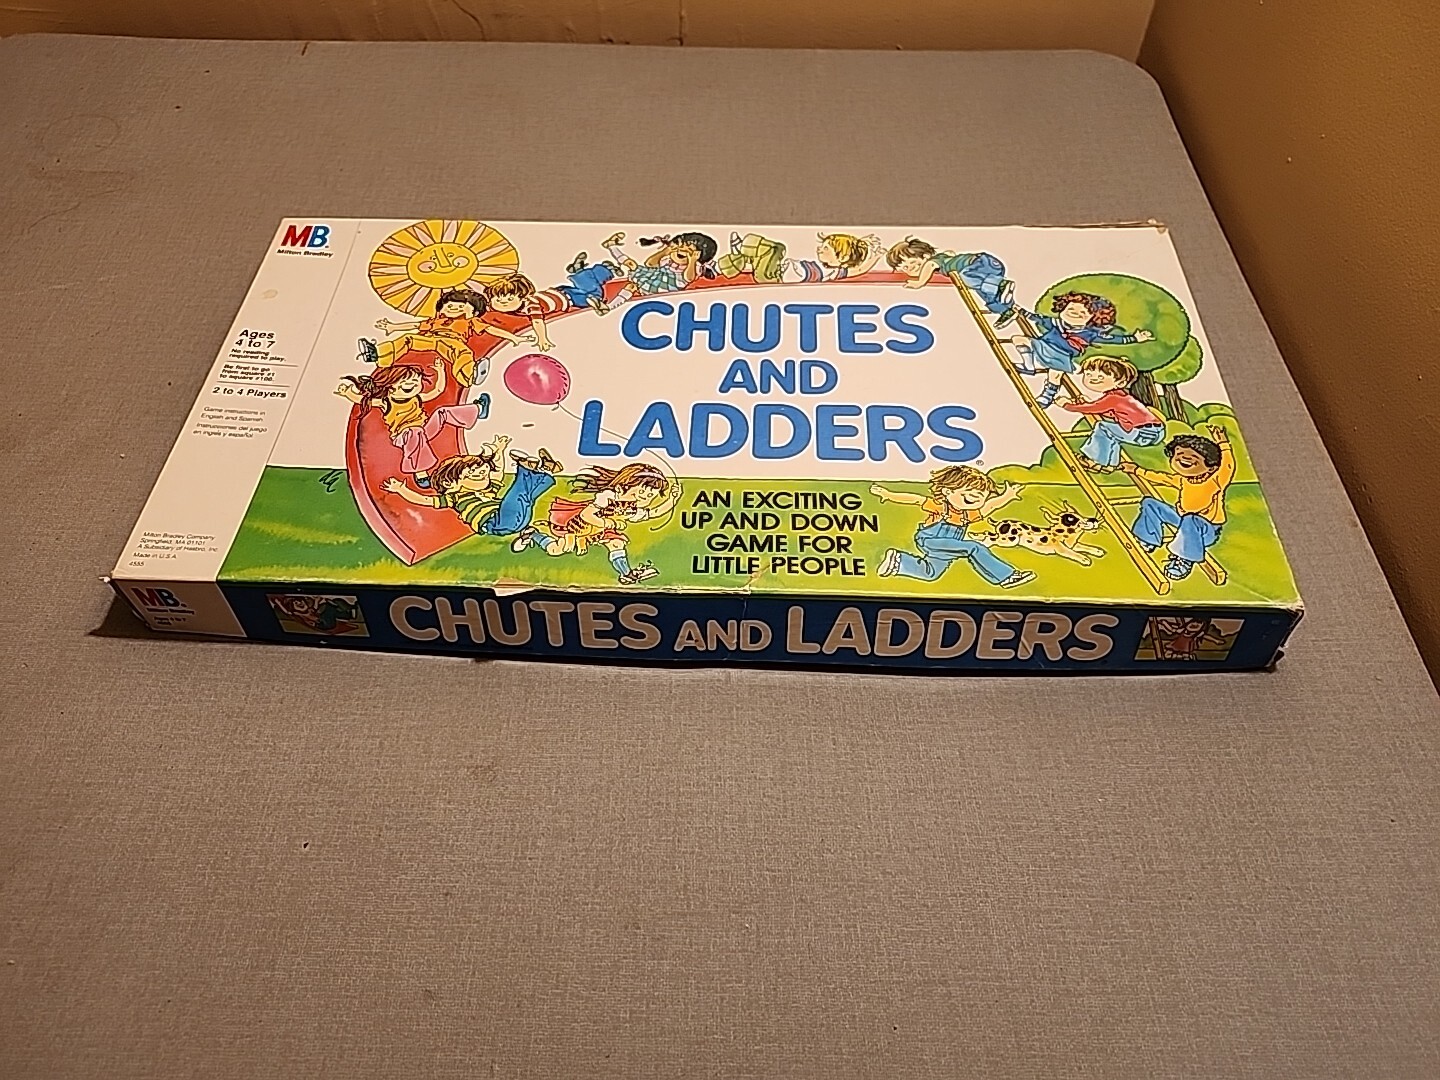 MB
Milton Bradley
Ages
4 to 7
No reading
required to play.
Be first to go
from square #1
to square #100.
2 to 4 Players
Game instructions in
English and Spanish.
Instrucciones del juego
en inglés y español
Milton Bradley Company
Springfield, MA 01101
A Subsidiary of Hasbro, Inc.
Made in U.S.A.
4585
CHUTES
AND
LADDERS®
AN EXCITING
UP AND DOWN
GAME FOR
LITTLE PEOPLE
MB
CHUTES AND LADDERS